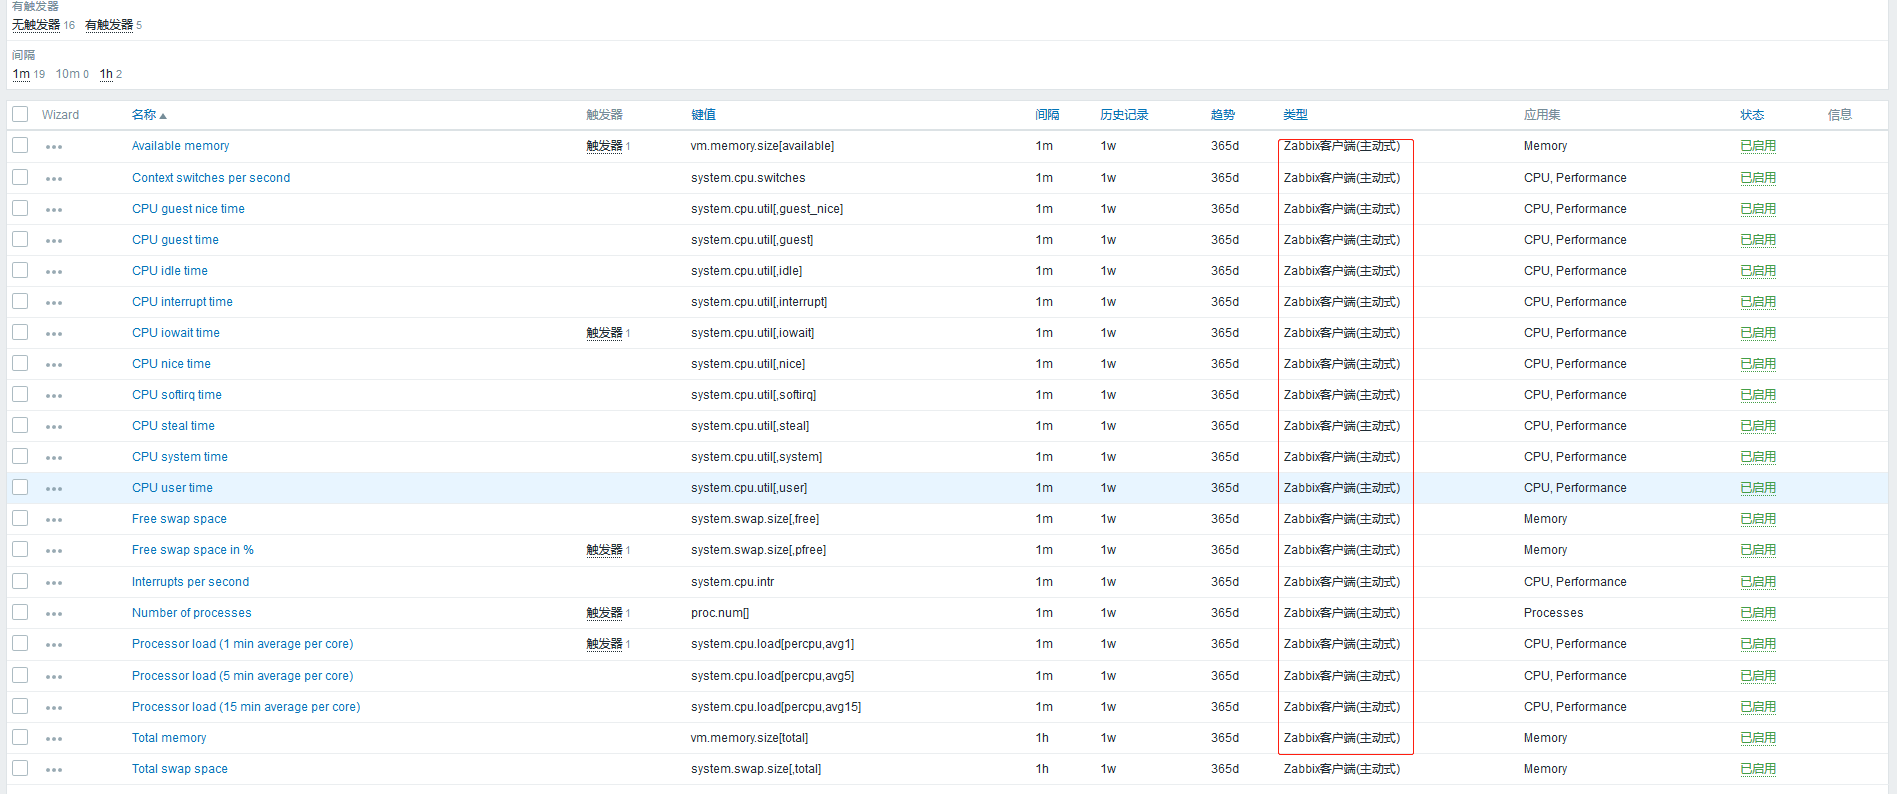 有触发器
无触发器 16 有触发器 5
间隔
1m 19 10m 0 1h 2
Wizard 名称 触发器 键值 间隔 历史记录 趋势 类型 应用集 状态 信息
Available memory 触发器 1 vm.memory.size[available] 1m 1w 365d Zabbix客户端(主动式) Memory 已启用
Context switches per second system.cpu.switches 1m 1w 365d Zabbix客户端(主动式) CPU, Performance 已启用
CPU guest nice time system.cpu.util[,guest_nice] 1m 1w 365d Zabbix客户端(主动式) CPU, Performance 已启用
CPU guest time system.cpu.util[,guest] 1m 1w 365d Zabbix客户端(主动式) CPU, Performance 已启用
CPU idle time system.cpu.util[,idle] 1m 1w 365d Zabbix客户端(主动式) CPU, Performance 已启用
CPU interrupt time system.cpu.util[,interrupt] 1m 1w 365d Zabbix客户端(主动式) CPU, Performance 已启用
CPU iowait time 触发器 1 system.cpu.util[,iowait] 1m 1w 365d Zabbix客户端(主动式) CPU, Performance 已启用
CPU nice time system.cpu.util[,nice] 1m 1w 365d Zabbix客户端(主动式) CPU, Performance 已启用
CPU softirq time system.cpu.util[,softirq] 1m 1w 365d Zabbix客户端(主动式) CPU, Performance 已启用
CPU steal time system.cpu.util[,steal] 1m 1w 365d Zabbix客户端(主动式) CPU, Performance 已启用
CPU system time system.cpu.util[,system] 1m 1w 365d Zabbix客户端(主动式) CPU, Performance 已启用
CPU user time system.cpu.util[,user] 1m 1w 365d Zabbix客户端(主动式) CPU, Performance 已启用
Free swap space system.swap.size[,free] 1m 1w 365d Zabbix客户端(主动式) Memory 已启用
Free swap space in % 触发器 1 system.swap.size[,pfree] 1m 1w 365d Zabbix客户端(主动式) Memory 已启用
Interrupts per second system.cpu.intr 1m 1w 365d Zabbix客户端(主动式) CPU, Performance 已启用
Number of processes 触发器 1 proc.num[] 1m 1w 365d Zabbix客户端(主动式) Processes 已启用
Processor load (1 min average per core) 触发器 1 system.cpu.load[percpu,avg1] 1m 1w 365d Zabbix客户端(主动式) CPU, Performance 已启用
Processor load (5 min average per core) system.cpu.load[percpu,avg5] 1m 1w 365d Zabbix客户端(主动式) CPU, Performance 已启用
Processor load (15 min average per core) system.cpu.load[percpu,avg15] 1m 1w 365d Zabbix客户端(主动式) CPU, Performance 已启用
Total memory vm.memory.size[total] 1h 1w 365d Zabbix客户端(主动式) Memory 已启用
Total swap space system.swap.size[,total] 1h 1w 365d Zabbix客户端(主动式) Memory 已启用